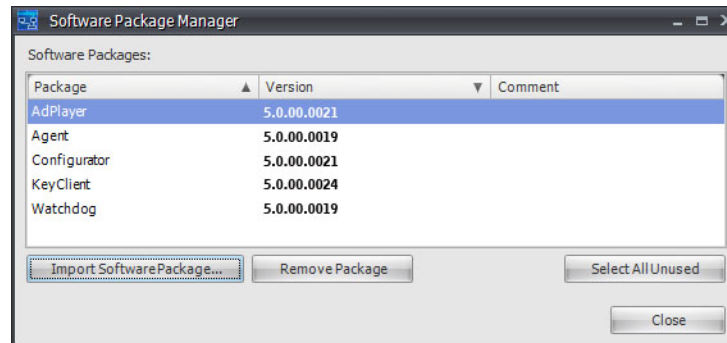 Software Package Manager
Software Packages:
Package Version Comment
AdPlayer 5.0.00.0021
Agent 5.0.00.0019
Configurator 5.0.00.0021
KeyClient 5.0.00.0024
Watchdog 5.0.00.0019
Import Software Package... Remove Package Select All Unused
Close